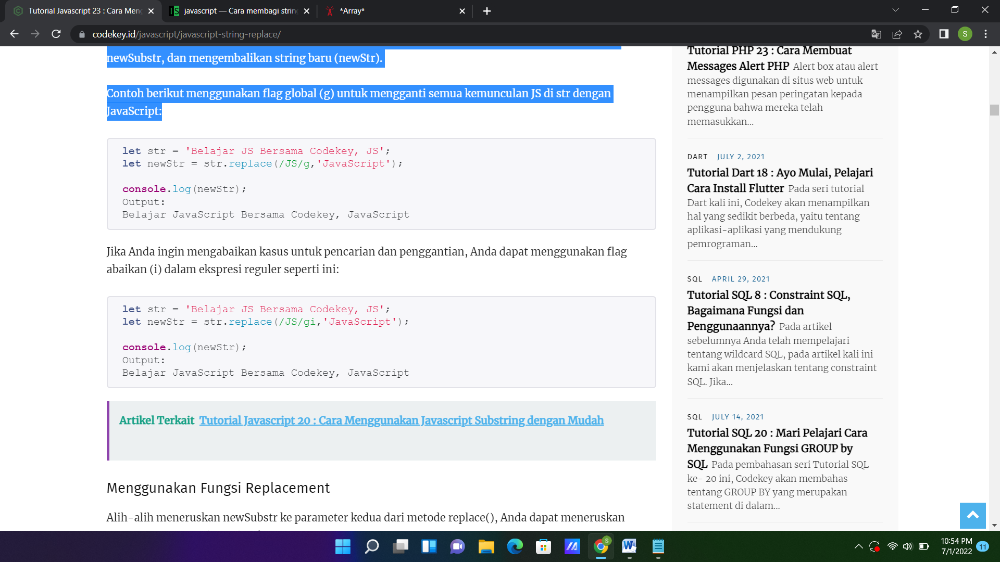 Tutorial Javascript 23 : Cara Meng
javascript — Cara membagi string
*Array*
codekey.id/javascript/javascript-string-replace/
S
newSubstr, dan mengembalikan string baru (newStr).
Contoh berikut menggunakan flag global (g) untuk mengganti semua kemunculan JS di str dengan
JavaScript:
let str = 'Belajar JS Bersama Codekey, JS';
let newStr = str.replace(/JS/g,'JavaScript');
console.log(newStr);
Output:
Belajar JavaScript Bersama Codekey, JavaScript
Jika Anda ingin mengabaikan kasus untuk pencarian dan penggantian, Anda dapat menggunakan flag
abaikan (i) dalam ekspresi reguler seperti ini:
let str = 'Belajar JS Bersama Codekey, JS';
let newStr = str.replace(/JS/gi,'JavaScript');
console.log(newStr);
Output:
Belajar JavaScript Bersama Codekey, JavaScript
Artikel Terkait Tutorial Javascript 20 : Cara Menggunakan Javascript Substring dengan Mudah
Menggunakan Fungsi Replacement
Alih-alih meneruskan newSubstr ke parameter kedua dari metode replace(), Anda dapat meneruskan
Tutorial PHP 23 : Cara Membuat
Messages Alert PHP Alert box atau alert
messages digunakan di situs web untuk
menampilkan pesan peringatan kepada
pengguna bahwa mereka telah
memasukkan...
DART JULY 2, 2021
Tutorial Dart 18 : Ayo Mulai, Pelajari
Cara Install Flutter Pada seri tutorial
Dart kali ini, Codekey akan menampilkan
hal yang sedikit berbeda, yaitu tentang
aplikasi-aplikasi yang mendukung
pemrograman...
SQL APRIL 29, 2021
Tutorial SQL 8 : Constraint SQL,
Bagaimana Fungsi dan
Penggunaannya? Pada artikel
sebelumnya Anda telah mempelajari
tentang wildcard SQL, pada artikel kali ini
kami akan menjelaskan tentang constraint
SQL. Jika...
SQL JULY 14, 2021
Tutorial SQL 20 : Mari Pelajari Cara
Menggunakan Fungsi GROUP by
SQL Pada pembahasan seri Tutorial SQL
ke- 20 ini, Codekey akan membahas
tentang GROUP BY yang merupakan
statement di dalam...
10:54 PM
7/1/2022
11